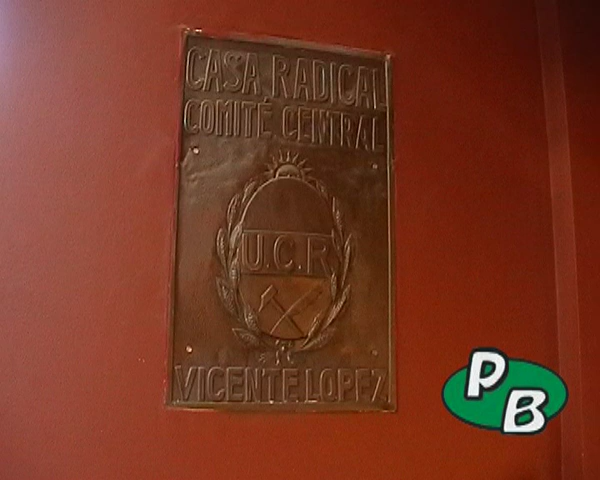 CASA RADICAL
COMITÉ CENTRAL
U.C.R
VICENTE LOPEZ
PB